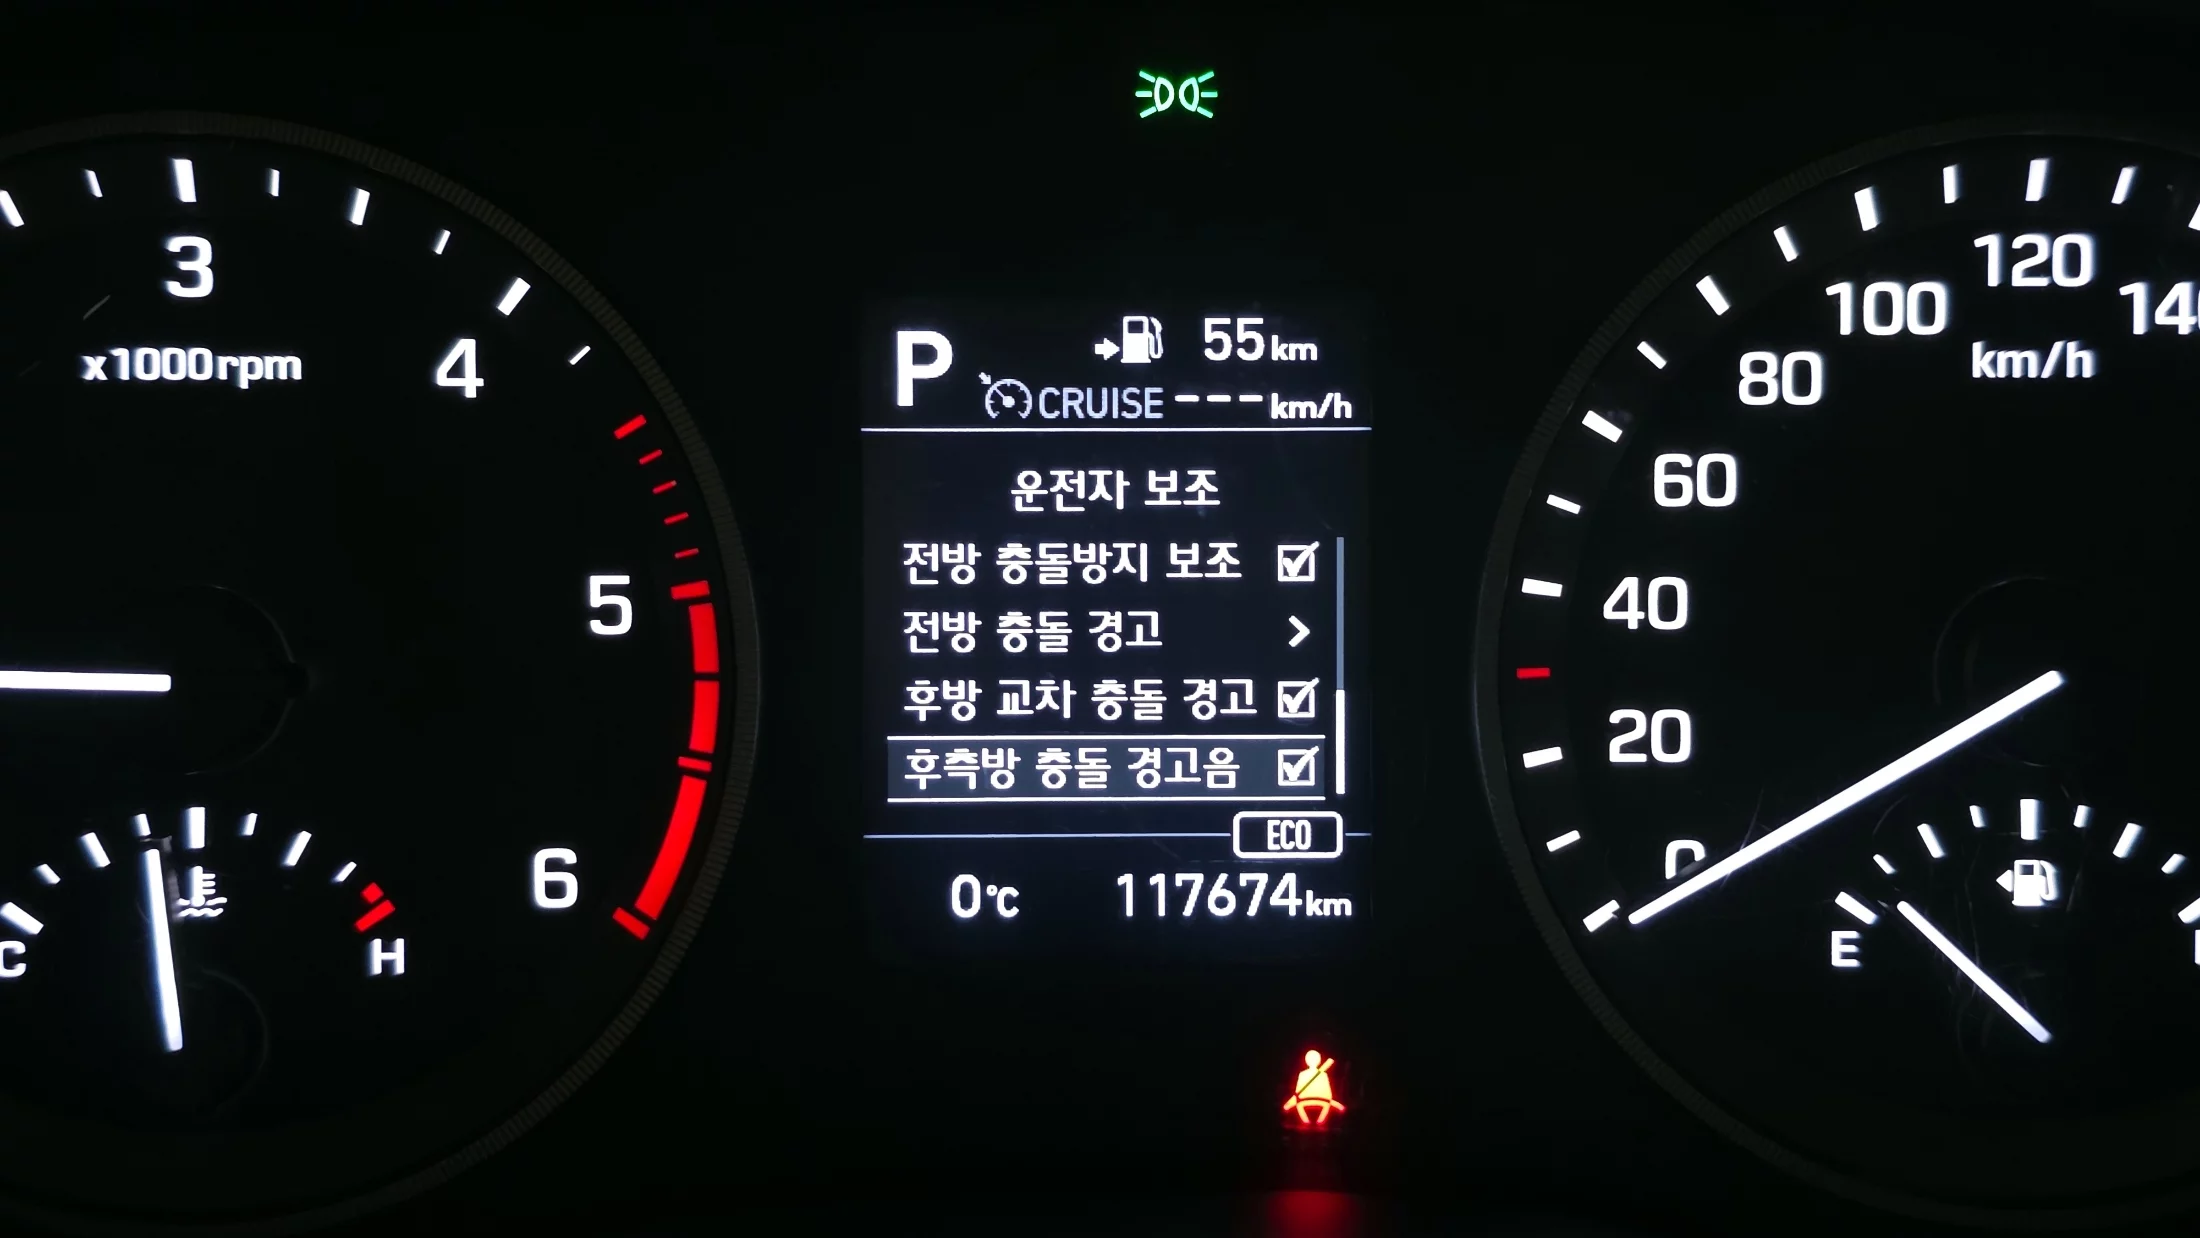 3
x1000rpm
4
5
6
C
H
P
55km
CRUISE ---km/h
운전자 보조
전방 충돌방지 보조
전방 충돌 경고
후방 교차 충돌 경고
후측방 충돌 경고음
ECO
0℃ 117674km
120
100
140
km/h
80
60
40
20
0
E